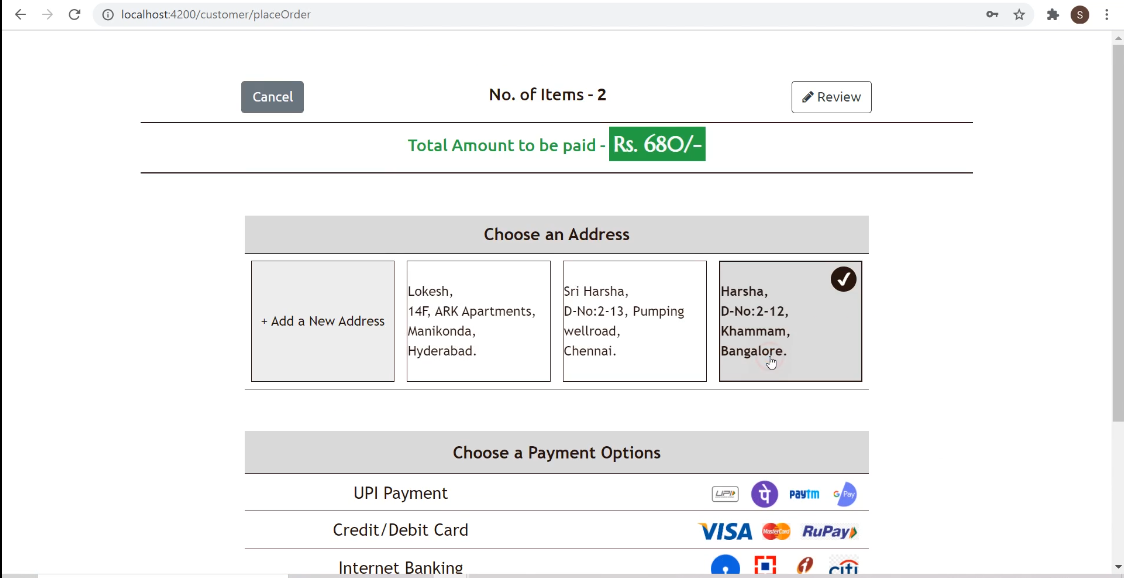 localhost:4200/customer/placeOrder
S
Cancel
No. of Items - 2
Review
Total Amount to be paid - Rs. 680/-
Choose an Address
+ Add a New Address
Lokesh,
14F, ARK Apartments,
Manikonda,
Hyderabad.
Sri Harsha,
D-No:2-13, Pumping
wellroad,
Chennai.
Harsha,
D-No:2-12,
Khammam,
Bangalore.
Choose a Payment Options
UPI Payment
UPI पे Paytm G Pay
Credit/Debit Card
VISA MasterCard RuPay
Internet Banking
citi